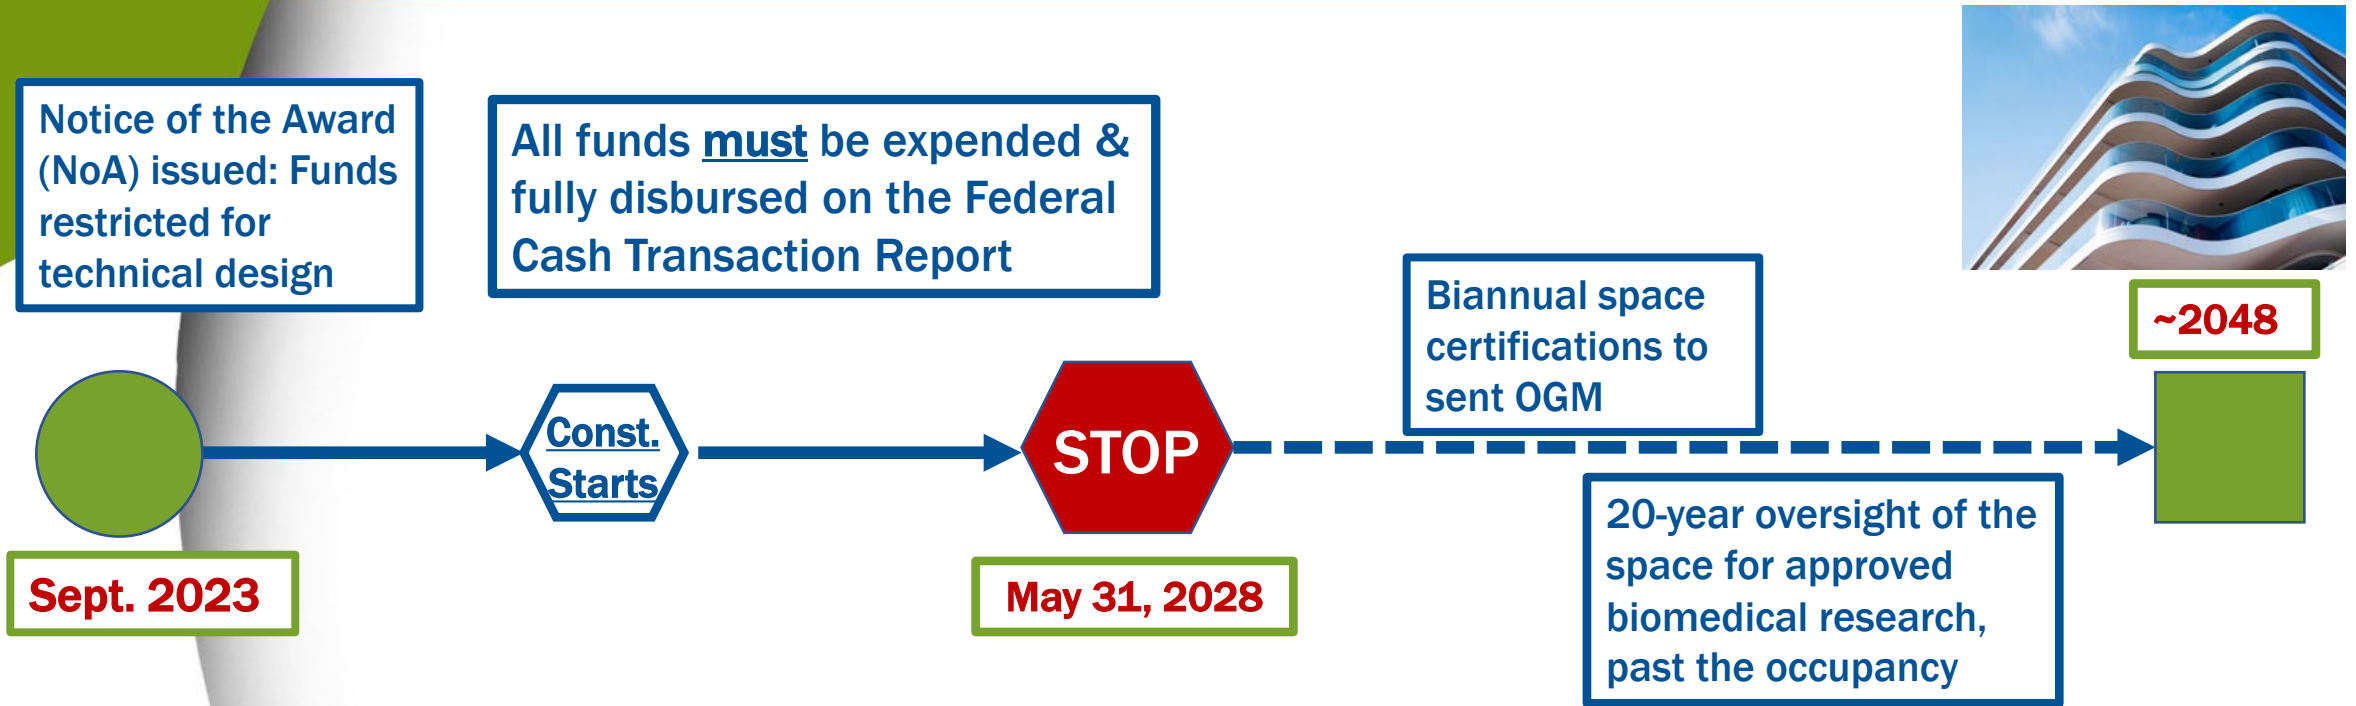 Notice of the Award
(NoA) issued: Funds
restricted for
technical design
All funds must be expended &
fully disbursed on the Federal
Cash Transaction Report
Biannual space
certifications to
sent OGM
~2048
Const.
Starts
STOP
Sept. 2023
May 31, 2028
20-year oversight of the
space for approved
biomedical research,
past the occupancy